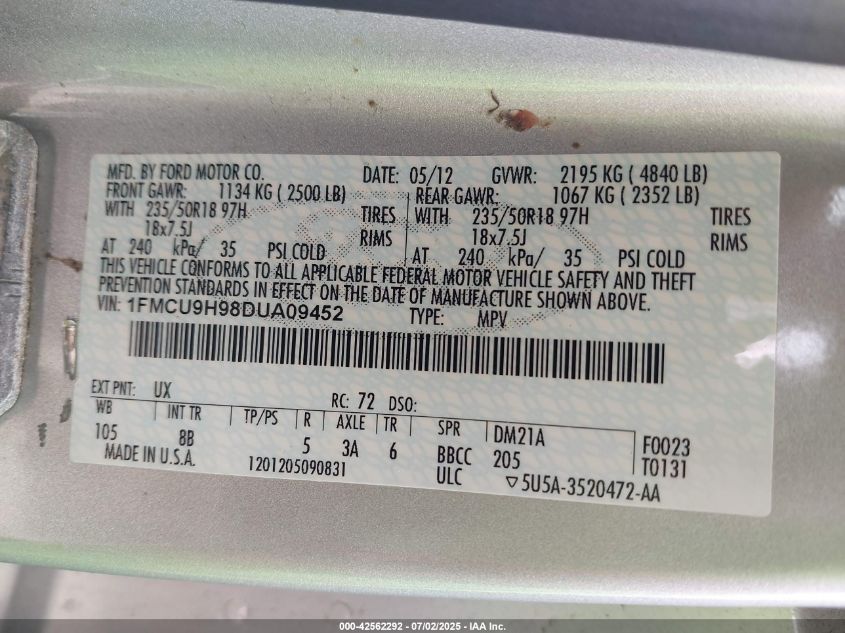 MFD. BY FORD MOTOR CO. DATE: 05/12 GVWR: 2195 KG ( 4840 LB)
FRONT GAWR: 1134 KG ( 2500 LB) REAR GAWR: 1067 KG ( 2352 LB)
WITH 235/50R18 97H TIRES WITH 235/50R18 97H TIRES
18x7.5J RIMS 18x7.5J RIMS
AT 240 kPa/ 35 PSI COLD AT 240 kPa/ 35 PSI COLD
THIS VEHICLE CONFORMS TO ALL APPLICABLE FEDERAL MOTOR VEHICLE SAFETY AND THEFT
PREVENTION STANDARDS IN EFFECT ON THE DATE OF MANUFACTURE SHOWN ABOVE.
VIN: 1FMCU9H98DUA09452 TYPE: MPV
EXT PNT: UX RC: 72 DSO:
WB INT TR TP/PS R AXLE TR SPR DM21A F0023
105 8B 5 3A 6 BBCC 205 T0131
MADE IN U.S.A. 1201205090831 ULC ▽5U5A-3520472-AA
000-42562292 - 07/02/2025 - IAA Inc.